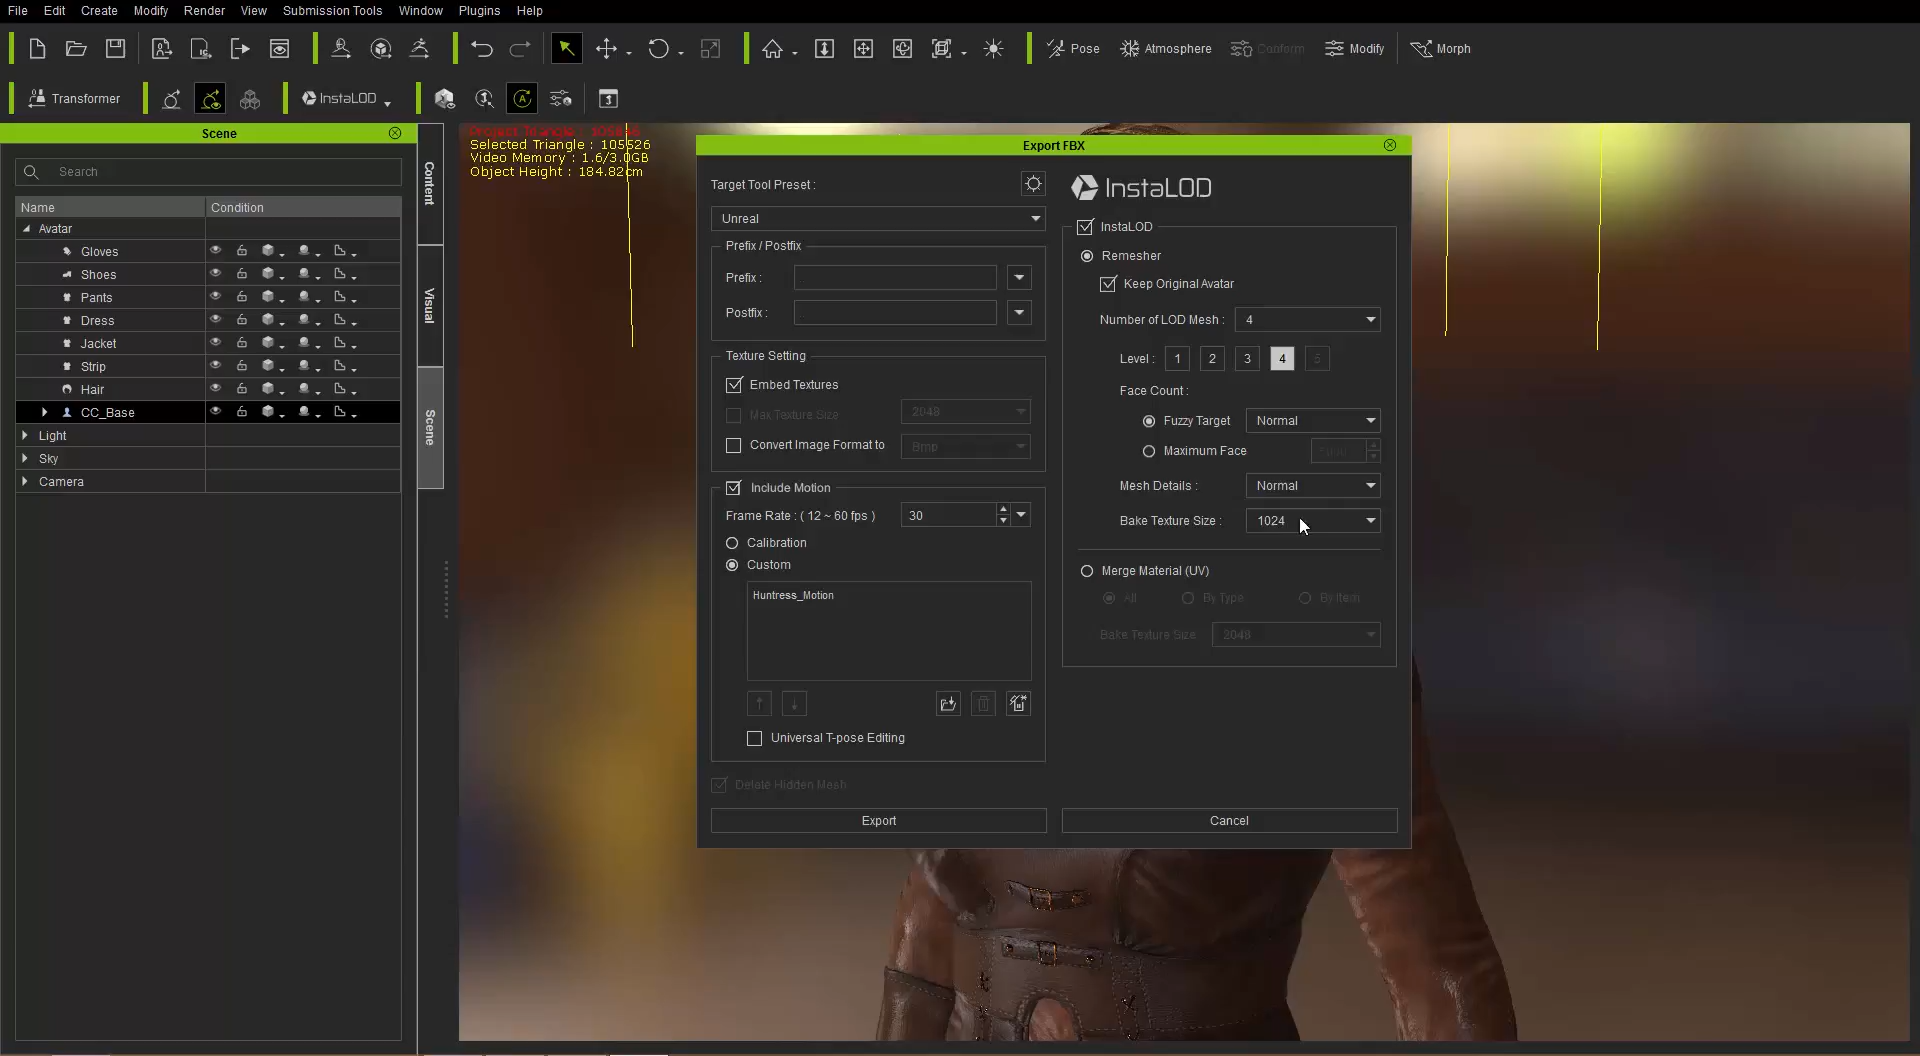 File Edit Create Modify Render View Submission Tools Window Plugins Help
Pose Atmosphere Conform Modify Morph
Transformer InstaLOD
Scene
Search
Name Condition
Avatar
Gloves
Shoes
Pants
Dress
Jacket
Strip
Hair
CC_Base
Light
Sky
Camera
Content
Visual
Scene
Project Triangle :
Selected Triangle : 105526
Video Memory : 1.6/3.0GB
Object Height : 184.82cm
Export FBX
Target Tool Preset :
Unreal
Prefix / Postfix
Prefix :
Postfix :
Texture Setting
Embed Textures
Max Texture Size 2048
Convert Image Format to Bmp
Include Motion
Frame Rate : ( 12 ~ 60 fps ) 30
Calibration
Custom
Huntress_Motion
Universal T-pose Editing
Delete Hidden Mesh
Export
InstaLOD
InstaLOD
Remesher
Keep Original Avatar
Number of LOD Mesh : 4
Level : 1 2 3 4 5
Face Count :
Fuzzy Target Normal
Maximum Face
Mesh Details : Normal
Bake Texture Size : 1024
Merge Material (UV)
All By Type By Item
Bake Texture Size 2048
Cancel